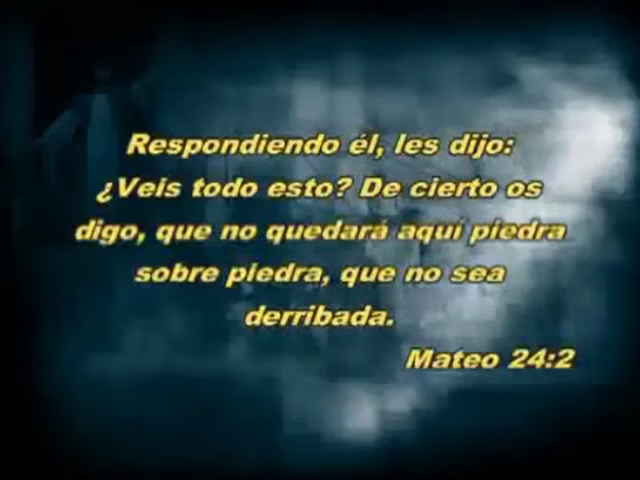 Respondiendo él, les dijo:
¿Veis todo esto? De cierto os
digo, que no quedará aquí piedra
sobre piedra, que no sea
derribada.
Mateo 24:2